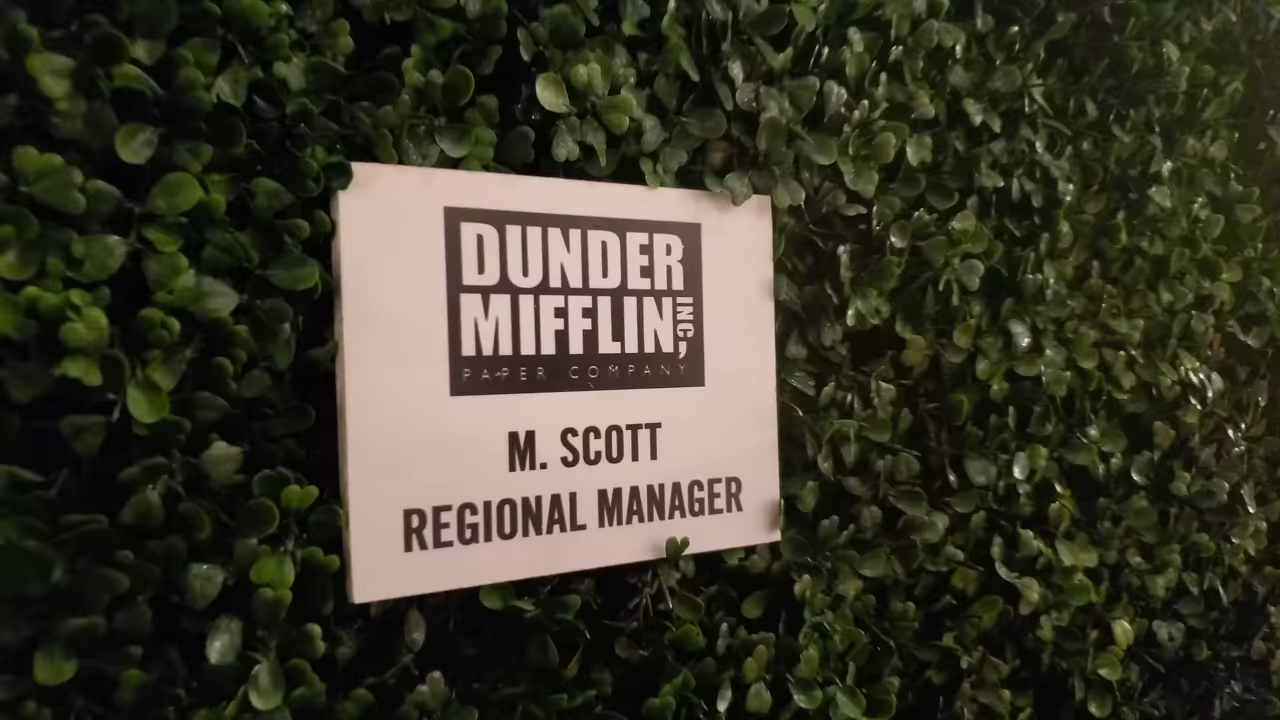 DUNDER
MIFFLIN INC,
PAPER COMPANY
M. SCOTT
REGIONAL MANAGER